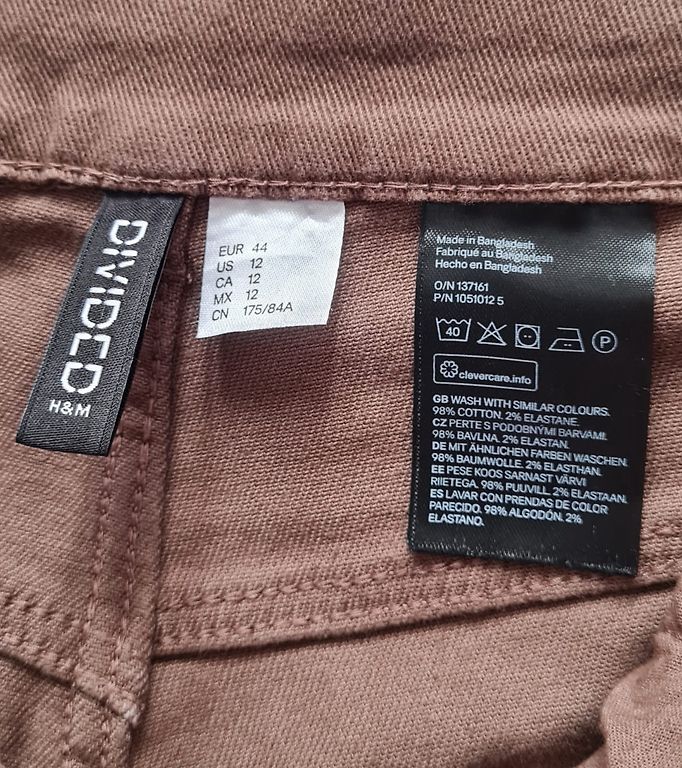 DIVIDED
H&M
EUR 44
US 12
CA 12
MX 12
CN 175/84A
Made in Bangladesh
Fabriqué au Bangladesh
Hecho en Bangladesh
O/N 137161
P/N 1051012 5
40
P
clevercare.info
GB WASH WITH SIMILAR COLOURS.
98% COTTON. 2% ELASTANE.
CZ PERTE S PODOBNÝMI BARVAMI.
98% BAVLNA. 2% ELASTAN.
DE MIT ÄHNLICHEN FARBEN WASCHEN.
98% BAUMWOLLE. 2% ELASTHAN.
EE PESE KOOS SARNAST VÄRVI
RIIETEGA. 98% PUUVILL. 2% ELASTAAN.
ES LAVAR CON PRENDAS DE COLOR
PARECIDO. 98% ALGODÓN. 2%
ELASTANO.